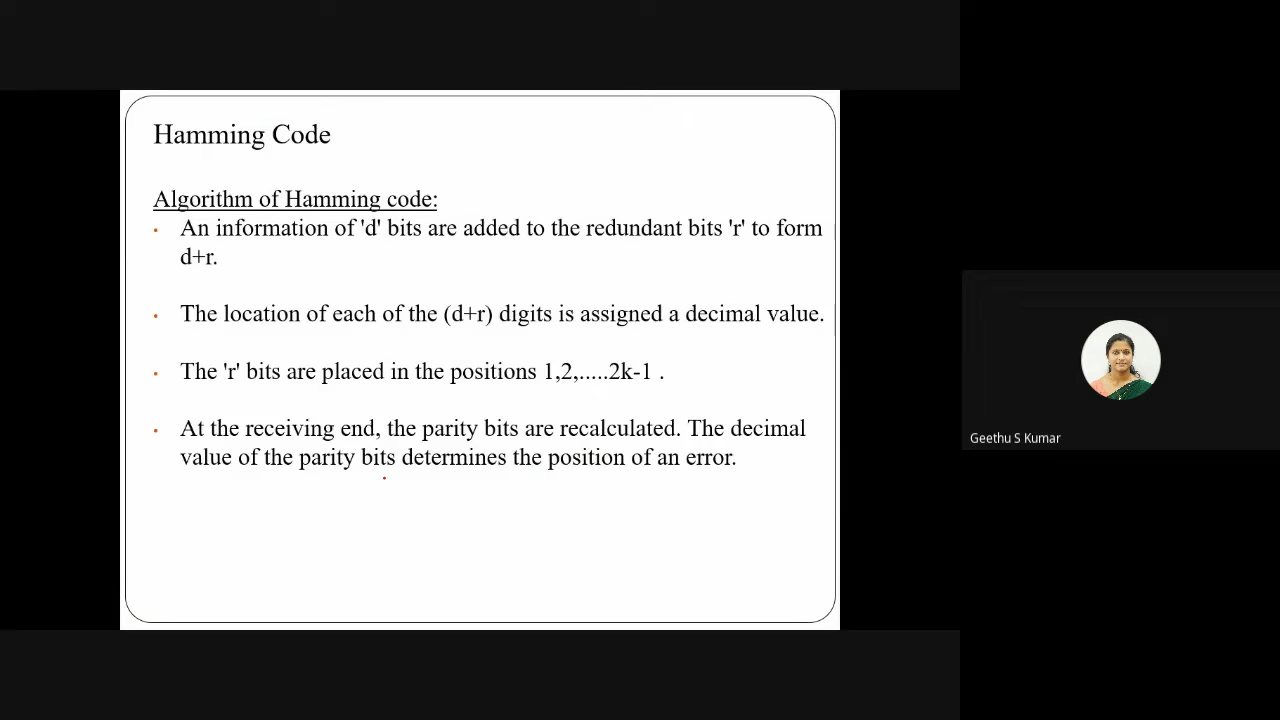 Hamming Code
Algorithm of Hamming code:
• An information of 'd' bits are added to the redundant bits 'r' to form
d+r.
• The location of each of the (d+r) digits is assigned a decimal value.
• The 'r' bits are placed in the positions 1,2,.....2k-1 .
• At the receiving end, the parity bits are recalculated. The decimal
value of the parity bits determines the position of an error.
Geethu S Kumar